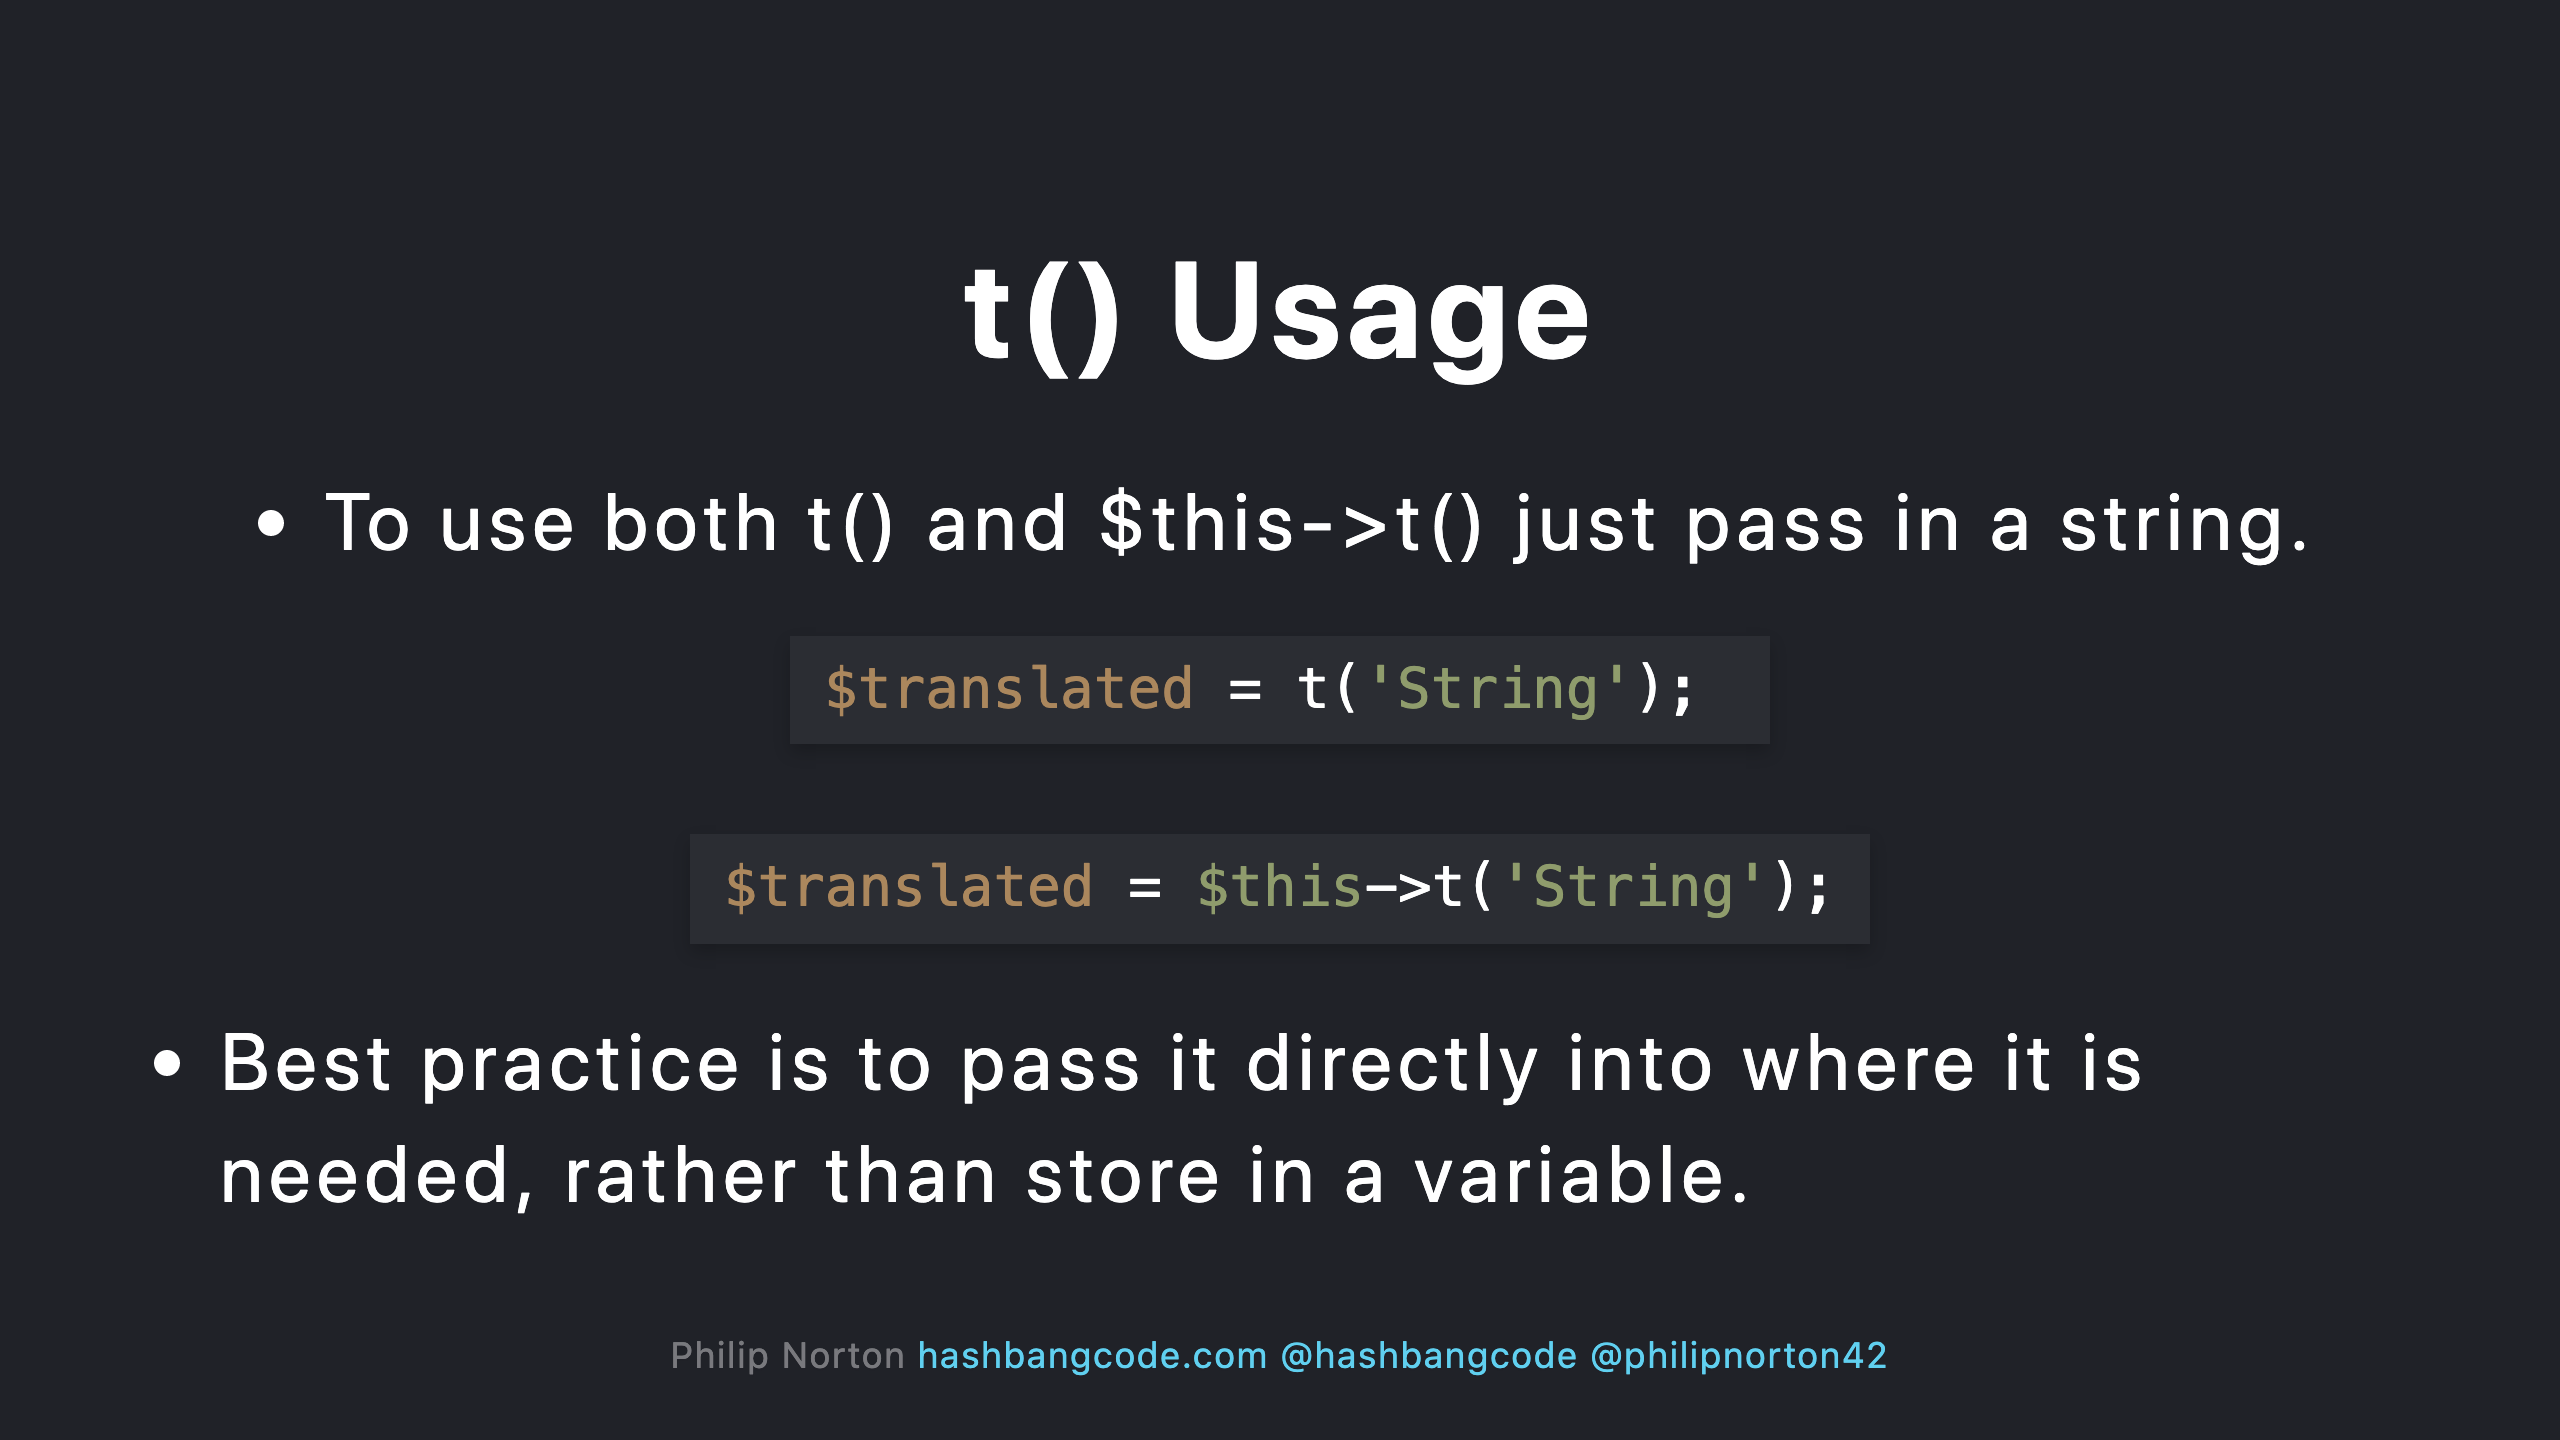 t() Usage
• To use both t() and $this->t() just pass in a string.
$translated = t('String');
$translated = $this->t('String');
• Best practice is to pass it directly into where it is
needed, rather than store in a variable.
Philip Norton hashbangcode.com @hashbangcode @philipnorton42